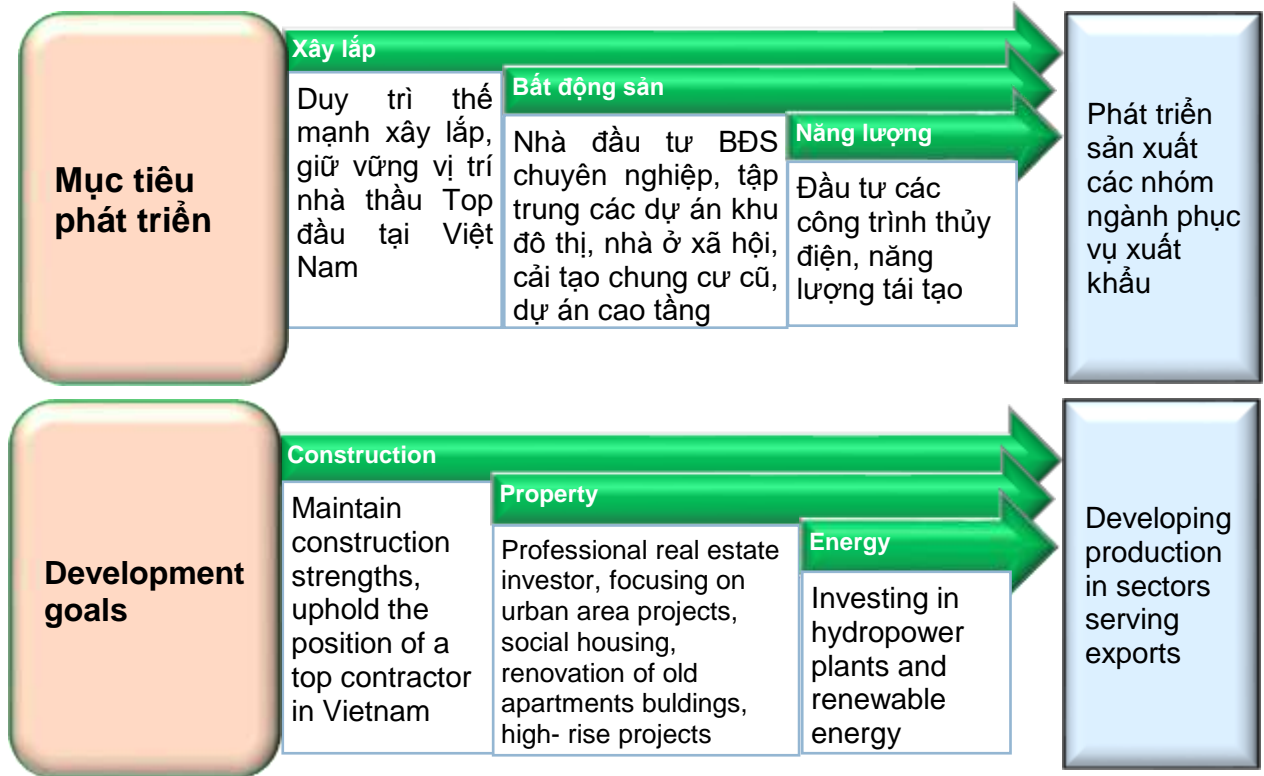 Mục tiêu
phát triển
Xây lắp
Duy trì thế
mạnh xây lắp,
giữ vững vị trí
nhà thầu Top
đầu tại Việt
Nam
Bất động sản
Nhà đầu tư BĐS
chuyên nghiệp, tập
trung các dự án khu
đô thị, nhà ở xã hội,
cải tạo chung cư cũ,
dự án cao tầng
Năng lượng
Đầu tư các
công trình thủy
điện, năng
lượng tái tạo
Phát triển
sản xuất
các nhóm
ngành phục
vụ xuất
khẩu
Development
goals
Construction
Maintain
construction
strengths,
uphold the
position of a
top contractor
in Vietnam
Property
Professional real estate
investor, focusing on
urban area projects,
social housing,
renovation of old
apartments buldings,
high- rise projects
Energy
Investing in
hydropower
plants and
renewable
energy
Developing
production
in sectors
serving
exports